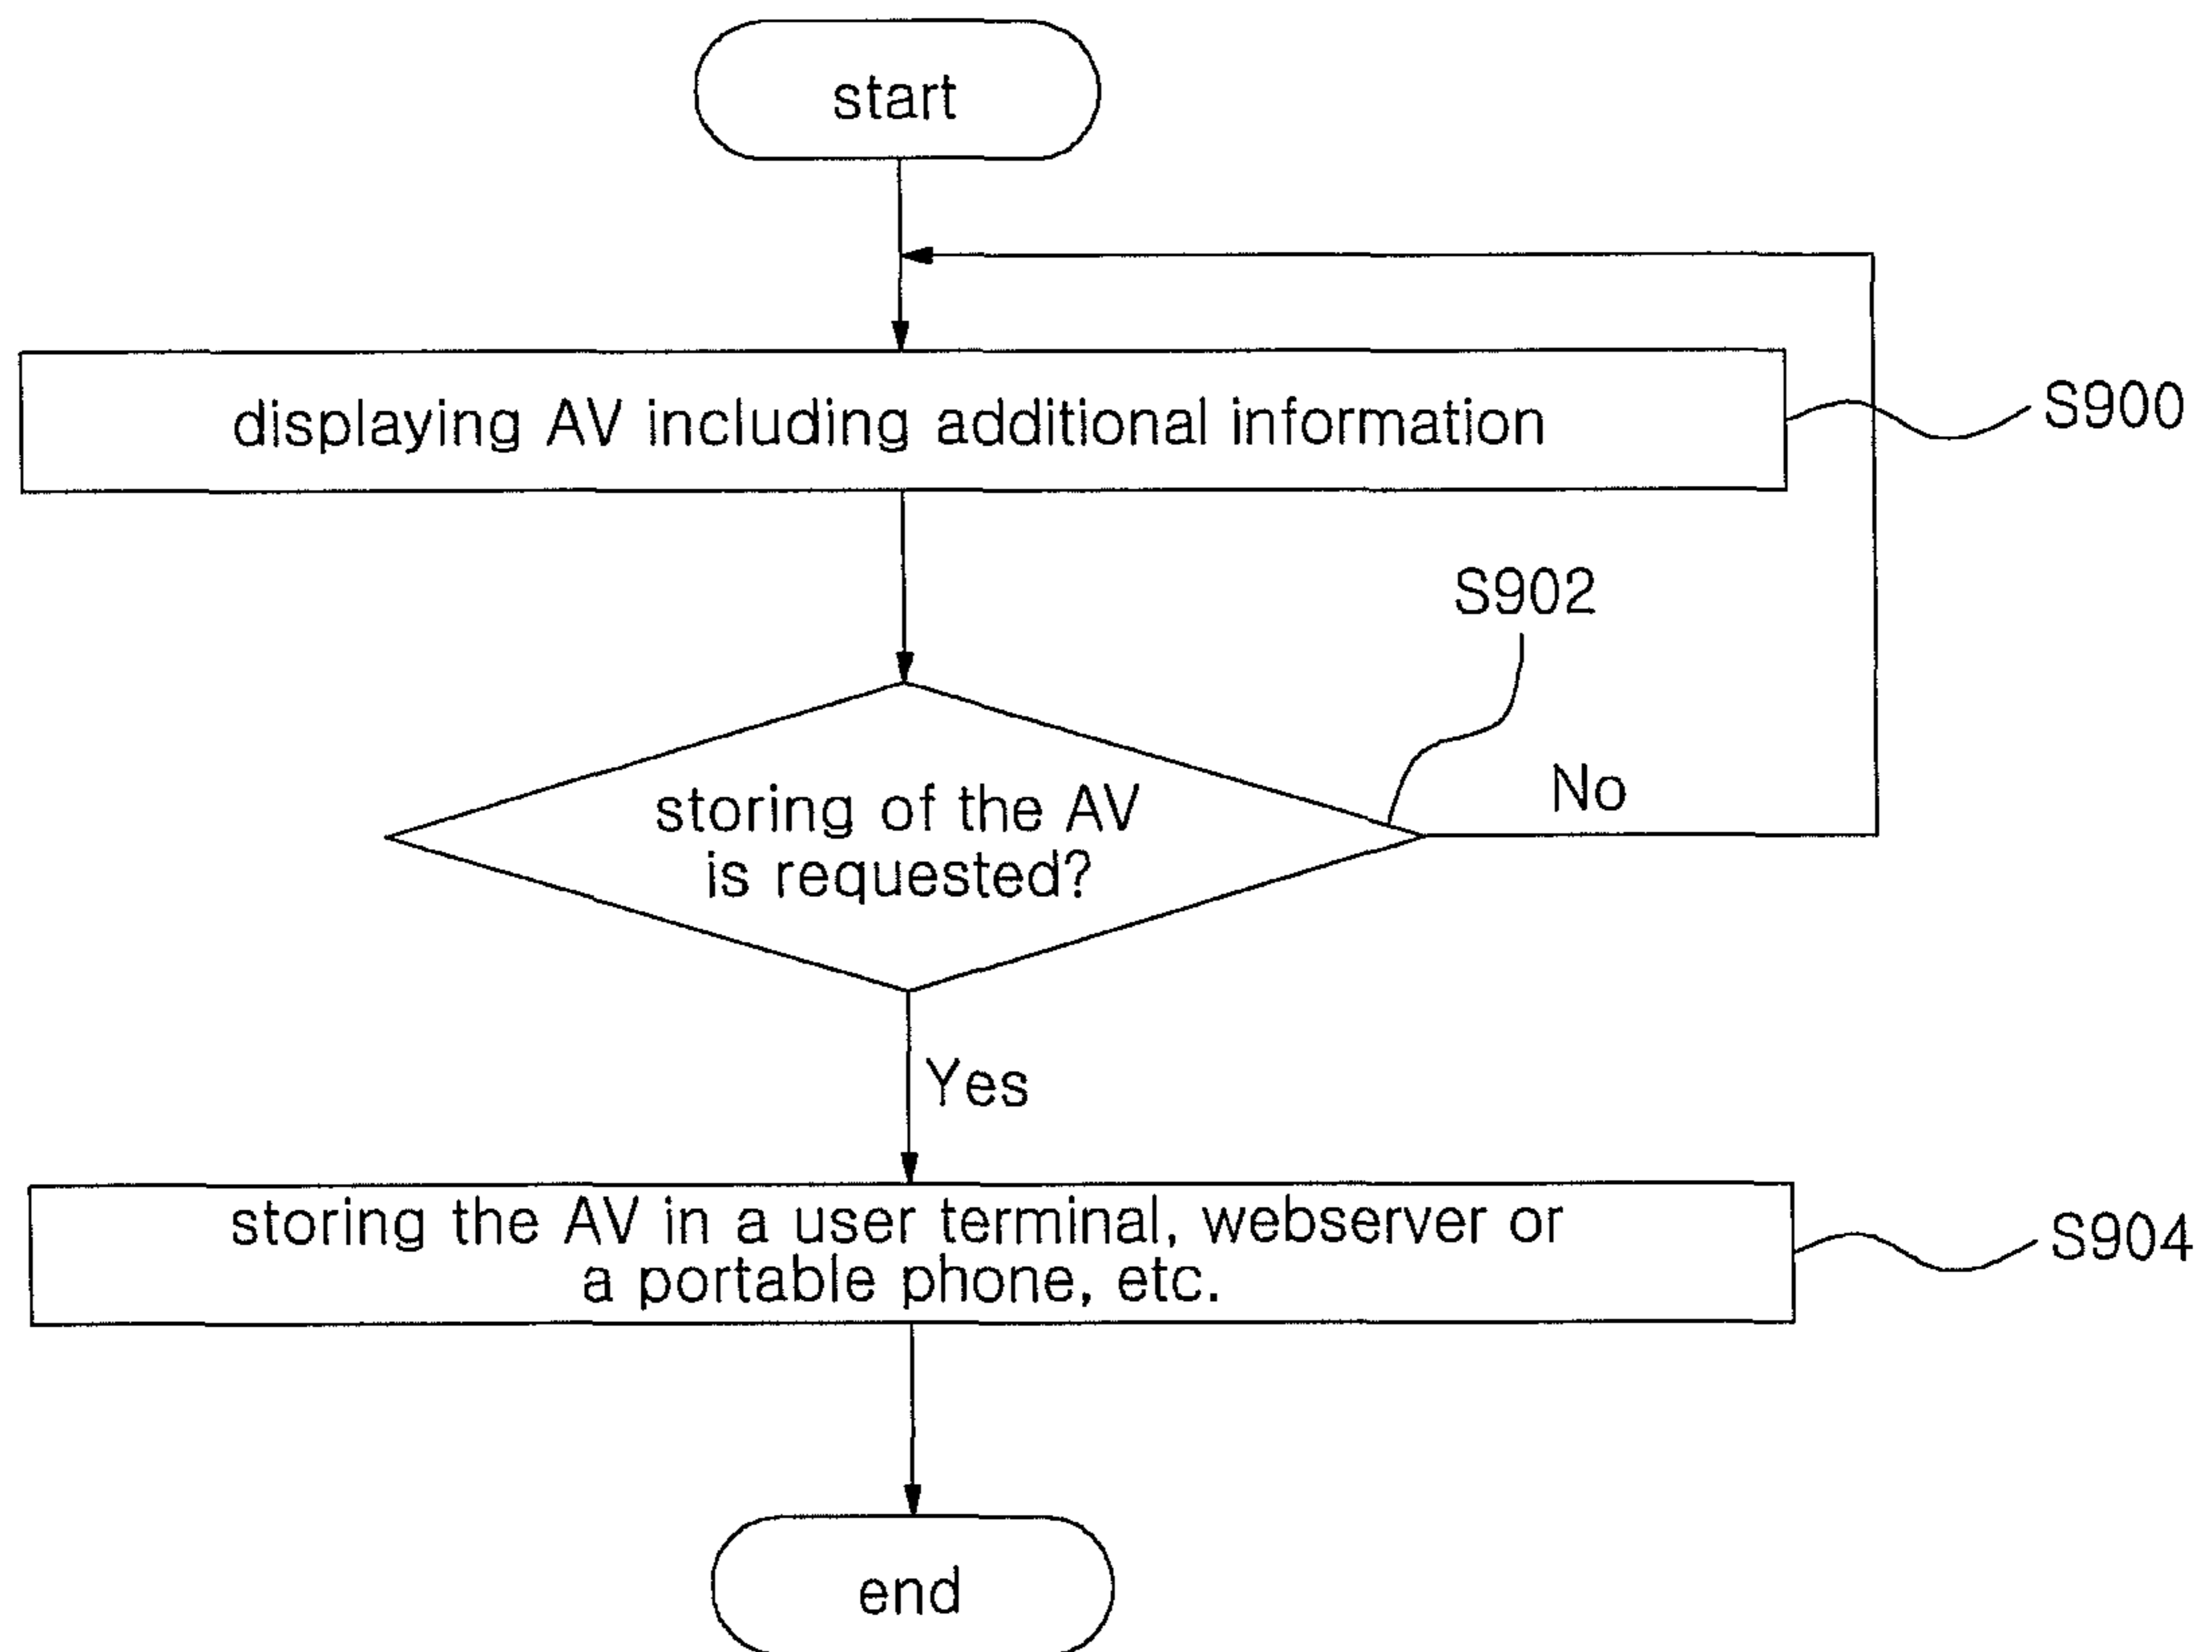 start
displaying AV including additional information
S900
S902
storing of the AV
is requested?
No
Yes
storing the AV in a user terminal, webserver or
a portable phone, etc.
S904
end